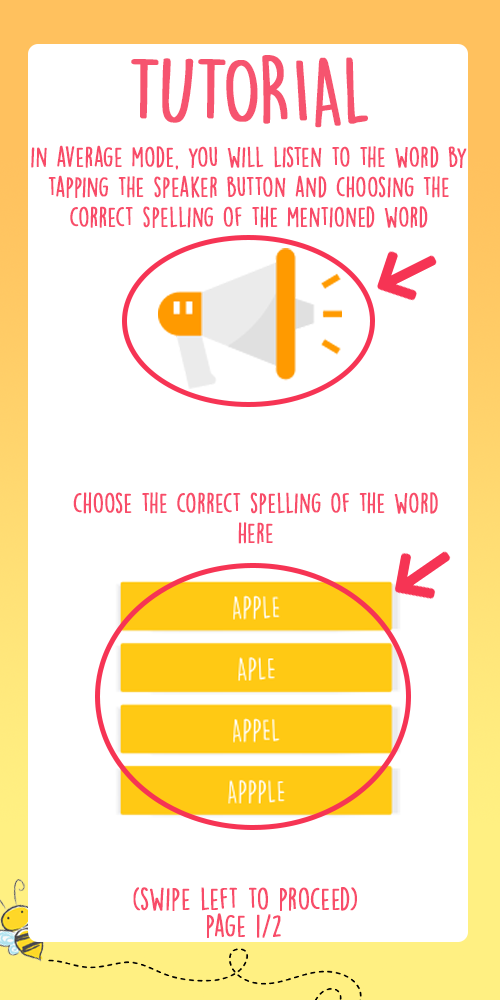 TUTORIAL
IN AVERAGE MODE, YOU WILL LISTEN TO THE WORD BY
TAPPING THE SPEAKER BUTTON AND CHOOSING THE
CORRECT SPELLING OF THE MENTIONED WORD
CHOOSE THE CORRECT SPELLING OF THE WORD
HERE
APPLE
APLE
APPEL
APPPLE
(SWIPE LEFT TO PROCEED)
PAGE 1/2